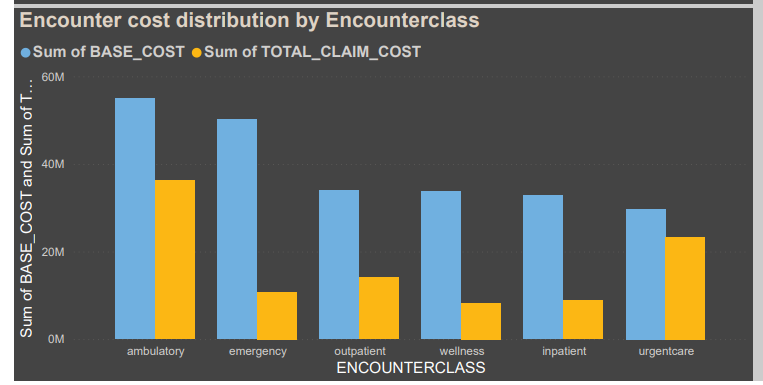 Encounter cost distribution by Encounterclass
Sum of BASE_COST Sum of TOTAL_CLAIM_COST
Sum of BASE_COST and Sum of T...
60M
40M
20M
0M
ambulatory emergency outpatient wellness inpatient urgentcare
ENCOUNTERCLASS